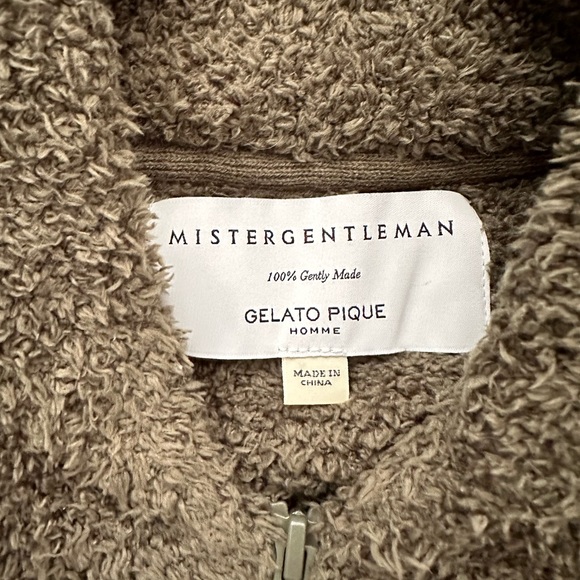 MISTERGENTLEMAN
100% Gently Made
GELATO PIQUE
HOMME
MADE IN
CHINA